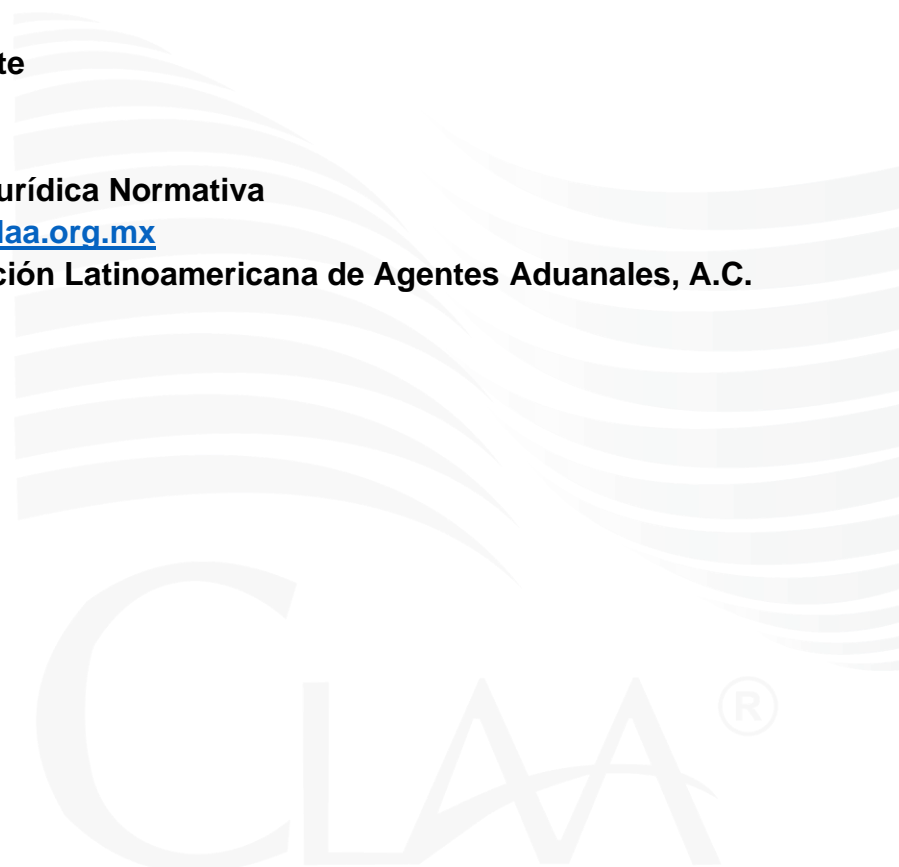 te
urídica Normativa
laa.org.mx
ción Latinoamericana de Agentes Aduanales, A.C.
CLAA®